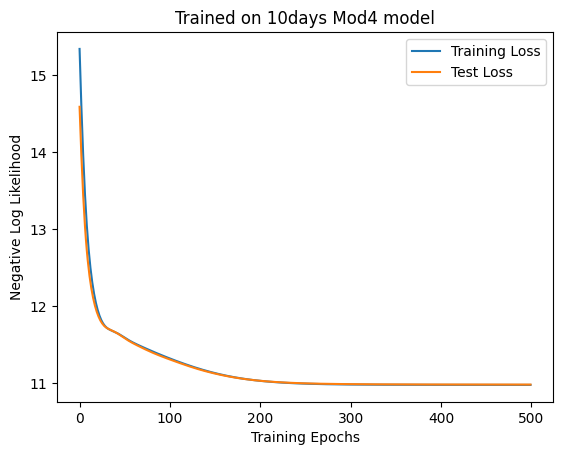 Trained on 10days Mod4 model
Training Loss
Test Loss
Negative Log Likelihood
15
14
13
12
11
0
100
200
300
400
500
Training Epochs